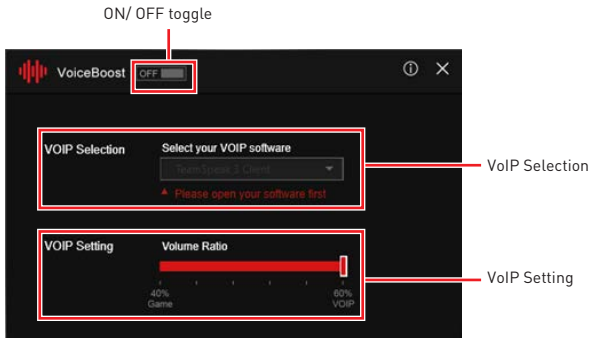 ON/ OFF toggle
VoiceBoost OFF
VOIP Selection Select your VOIP software
TeamSpeak 3 Client
Please open your software first
VoIP Selection
VOIP Setting Volume Ratio
40% 60%
Game VOIP
VoIP Setting